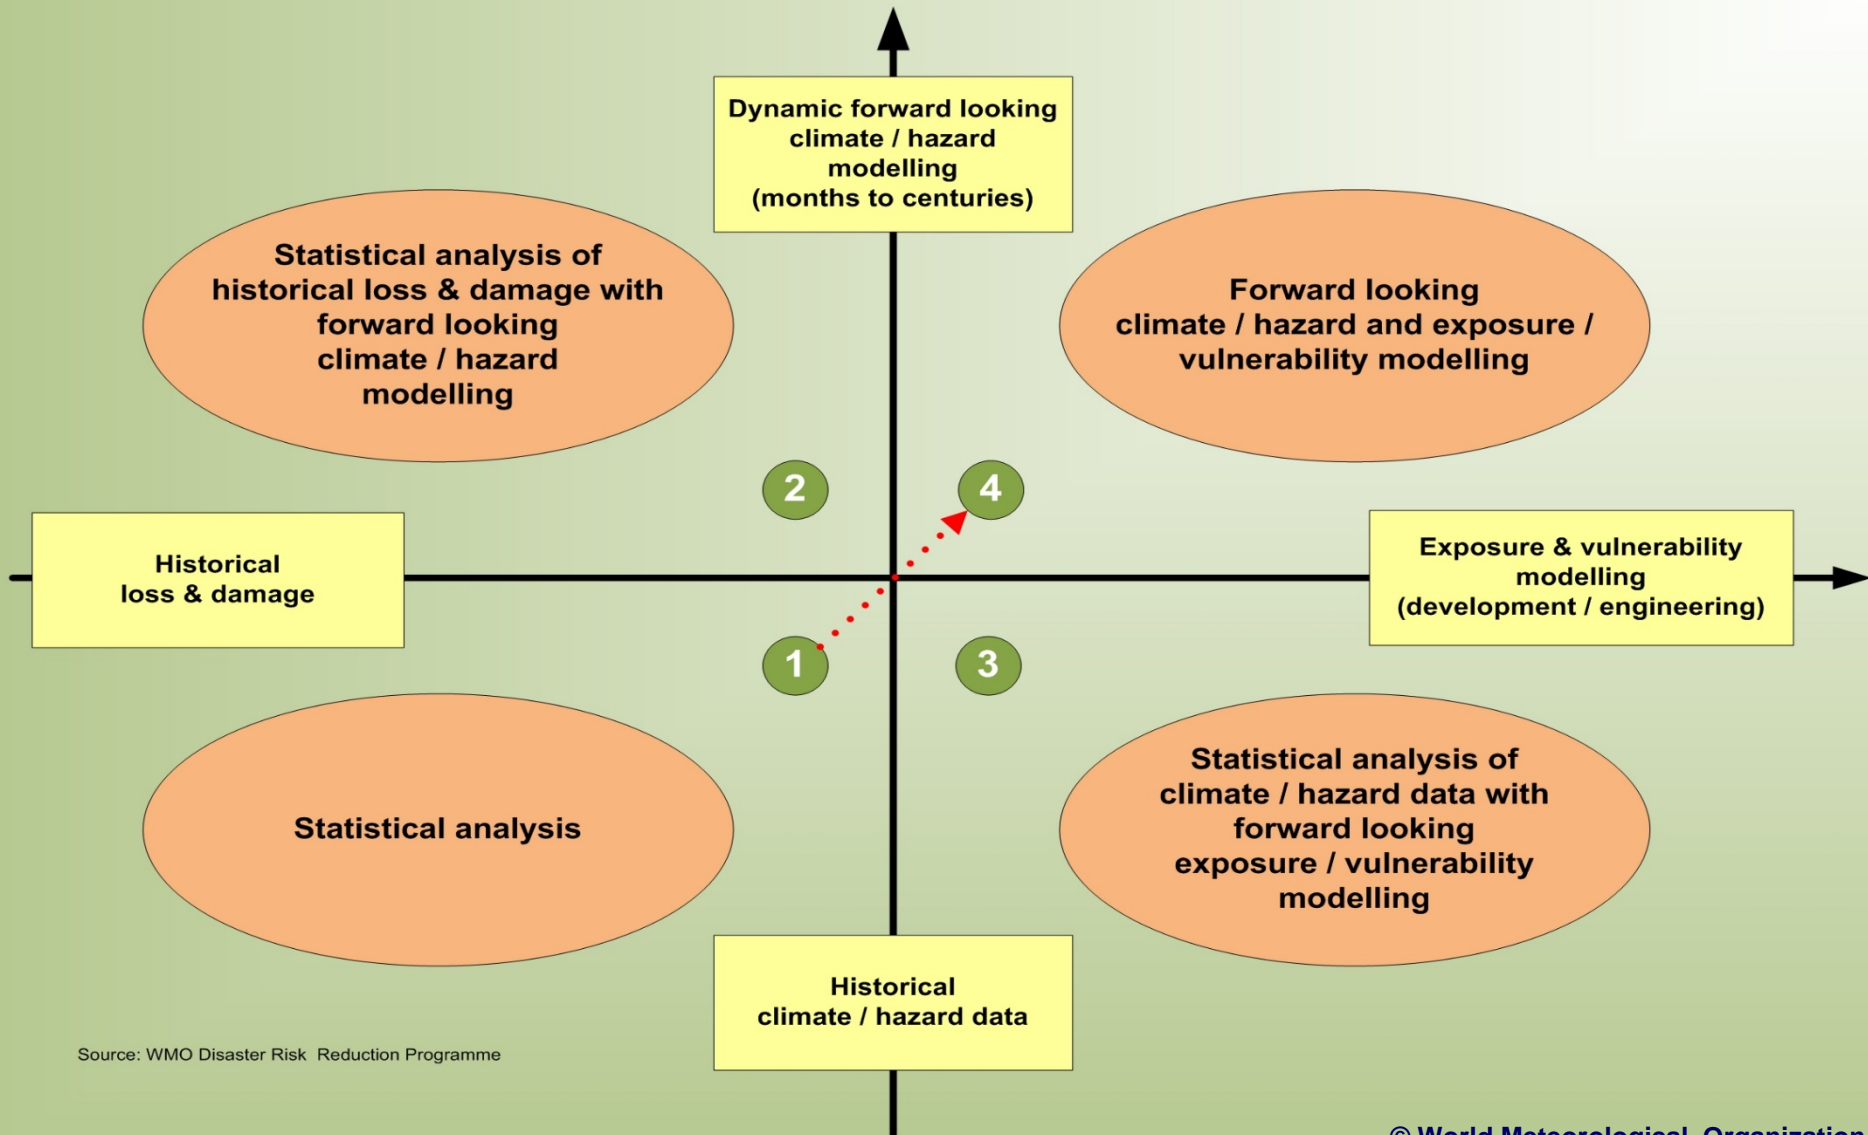 Dynamic forward looking
climate / hazard
modelling
(months to centuries)
Statistical analysis of
historical loss & damage with
forward looking
climate / hazard
modelling
Forward looking
climate / hazard and exposure /
vulnerability modelling
2
4
Historical
loss & damage
Exposure & vulnerability
modelling
(development / engineering)
1
3
Statistical analysis
Statistical analysis of
climate / hazard data with
forward looking
exposure / vulnerability
modelling
Historical
climate / hazard data
Source: WMO Disaster Risk Reduction Programme
© World Meteorological Organization